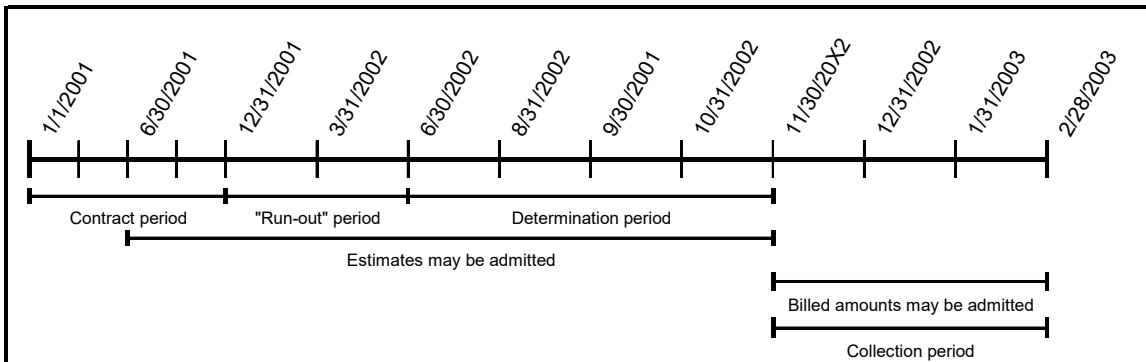 1/1/2001
6/30/2001
12/31/2001
3/31/2002
6/30/2002
8/31/2002
9/30/2001
10/31/2002
11/30/20X2
12/31/2002
1/31/2003
2/28/2003
Contract period
"Run-out" period
Determination period
Estimates may be admitted
Billed amounts may be admitted
Collection period